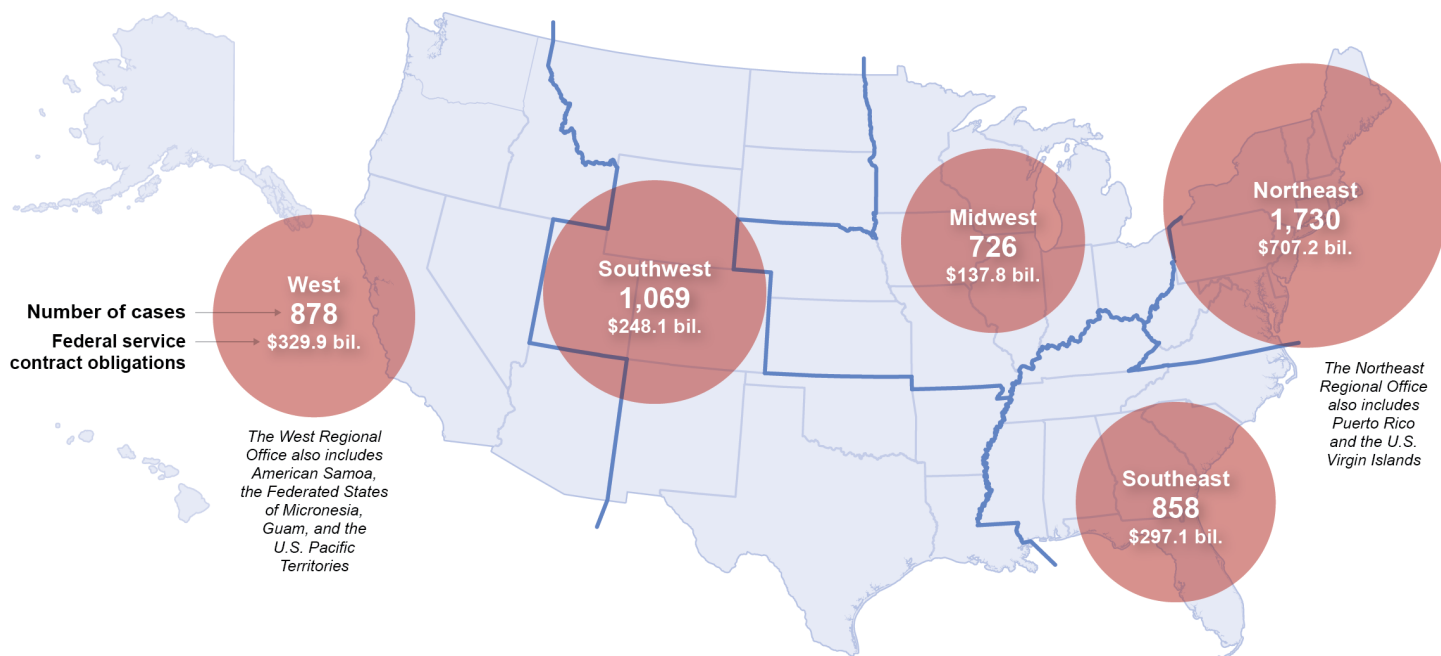 Number of cases
Federal service
contract obligations
West
878
$329.9 bil.
The West Regional
Office also includes
American Samoa,
the Federated States
of Micronesia,
Guam, and the
U.S. Pacific
Territories
Southwest
1,069
$248.1 bil.
Midwest
726
$137.8 bil.
Northeast
1,730
$707.2 bil.
The Northeast
Regional Office
also includes
Puerto Rico
and the U.S.
Virgin Islands
Southeast
858
$297.1 bil.